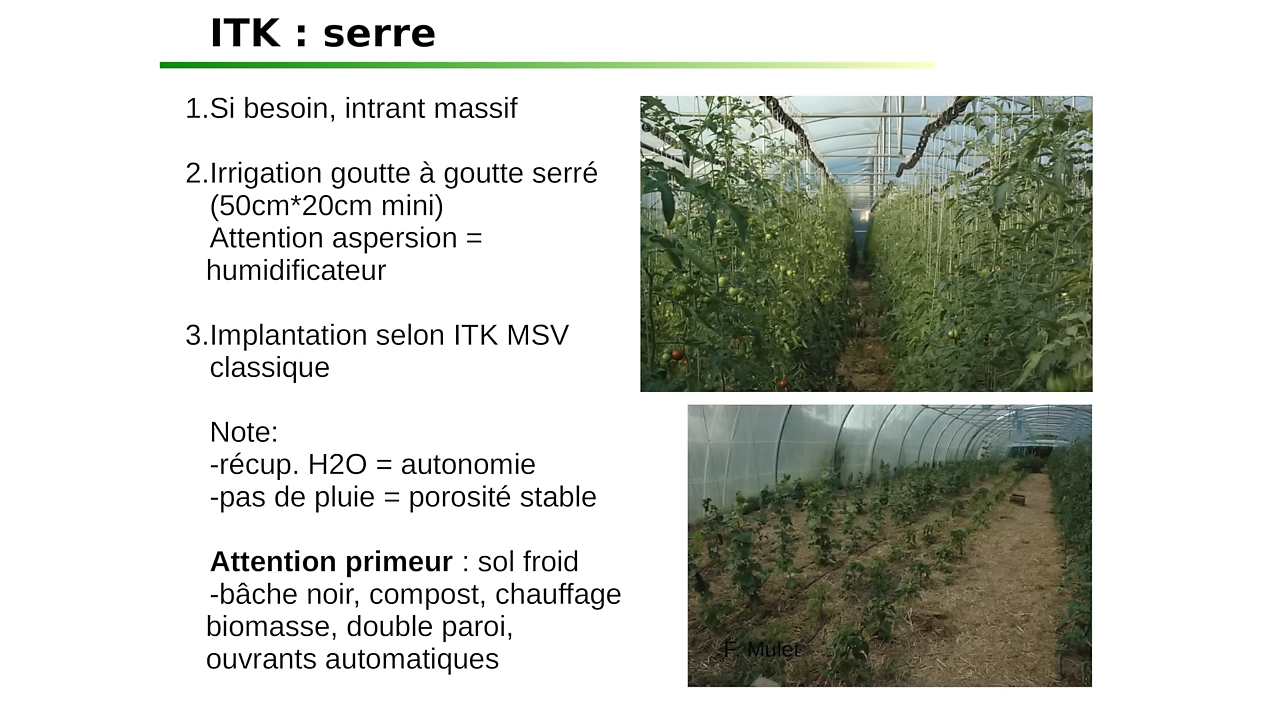 ITK : serre
1.Si besoin, intrant massif
2.Irrigation goutte à goutte serré
(50cm*20cm mini)
Attention aspersion =
humidificateur
3.Implantation selon ITK MSV
classique
Note:
-récup. H2O = autonomie
-pas de pluie = porosité stable
Attention primeur : sol froid
-bâche noir, compost, chauffage
biomasse, double paroi,
ouvrants automatiques
F. Mulet